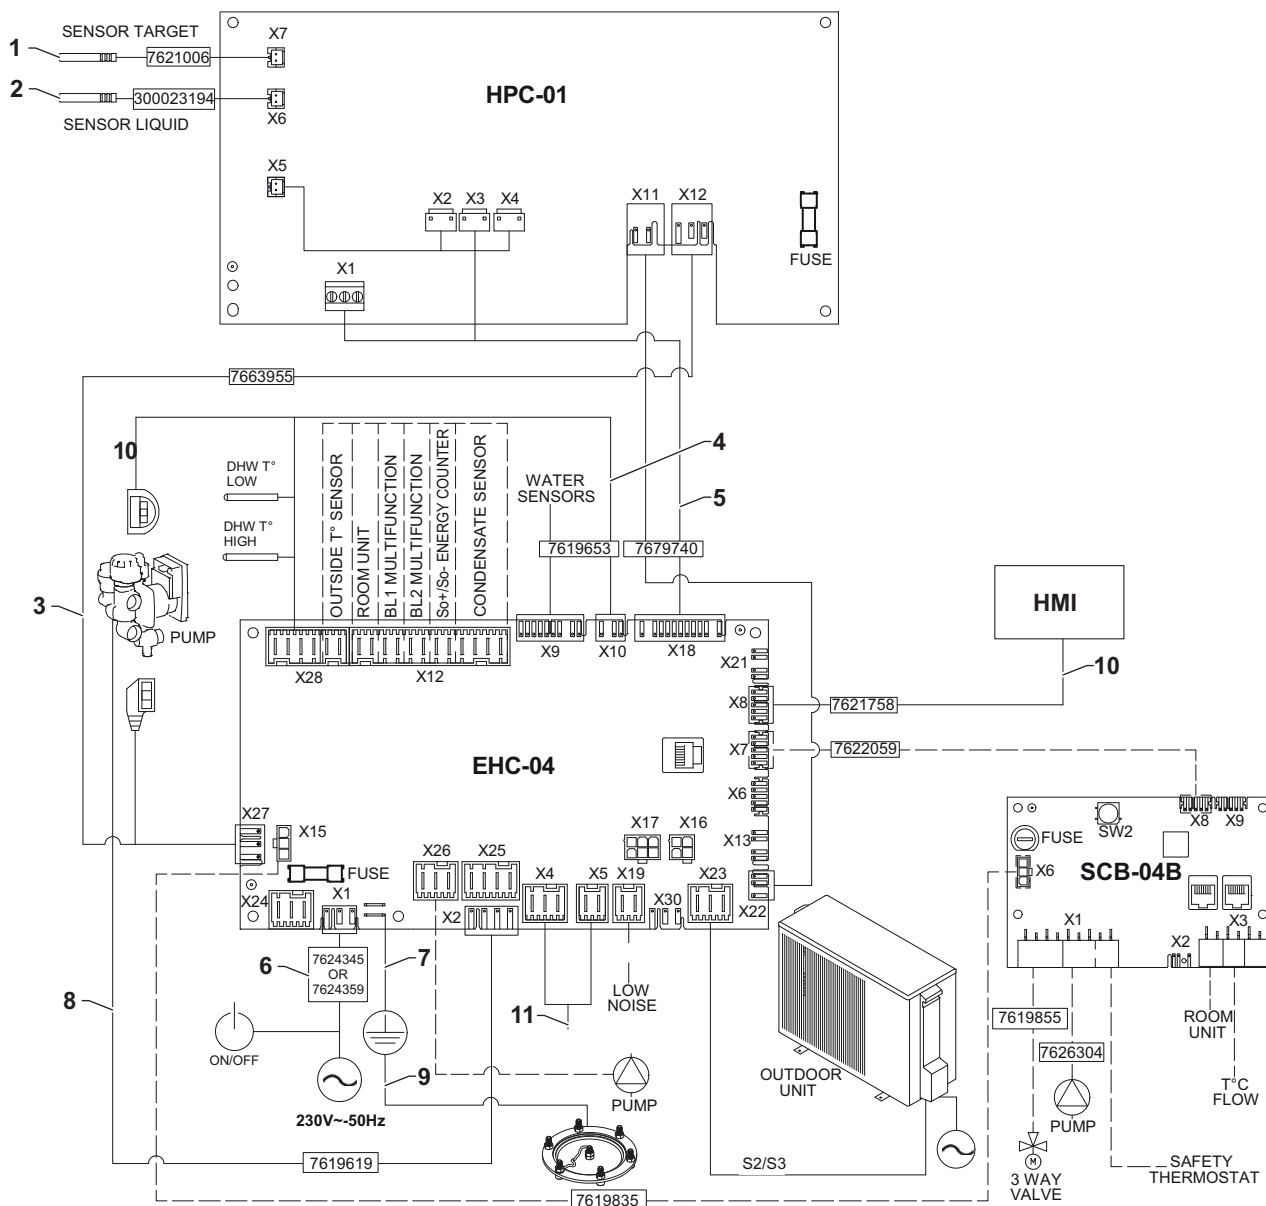 SENSOR TARGET
1
7621006
X7
2
300023194
X6
SENSOR LIQUID
HPC-01
X5
X2
X3
X4
X11
X12
FUSE
X1
7663955
10
DHW T°
LOW
DHW T°
HIGH
OUTSIDE T° SENSOR
ROOM UNIT
BL1 MULTIFUNCTION
BL2 MULTIFUNCTION
So+/So- ENERGY COUNTER
CONDENSATE SENSOR
WATER
SENSORS
4
5
7619653
7679740
3
PUMP
HMI
10
X28
X12
X9
X10
X18
X21
X8
7621758
X7
7622059
EHC-04
X6
X13
X27
X15
FUSE
X26
X25
X17
X16
X4
X5
X19
X30
X23
X22
X24
X1
X2
X8
X9
SW2
FUSE
X6
SCB-04B
X1
X2
X3
6
7624345
OR
7624359
7
8
ON/OFF
9
230V~-50Hz
11
LOW
NOISE
PUMP
OUTDOOR
UNIT
S2/S3
7619619
7619835
7619855
7626304
PUMP
M
3 WAY
VALVE
ROOM
UNIT
T°C
FLOW
SAFETY
THERMOSTAT